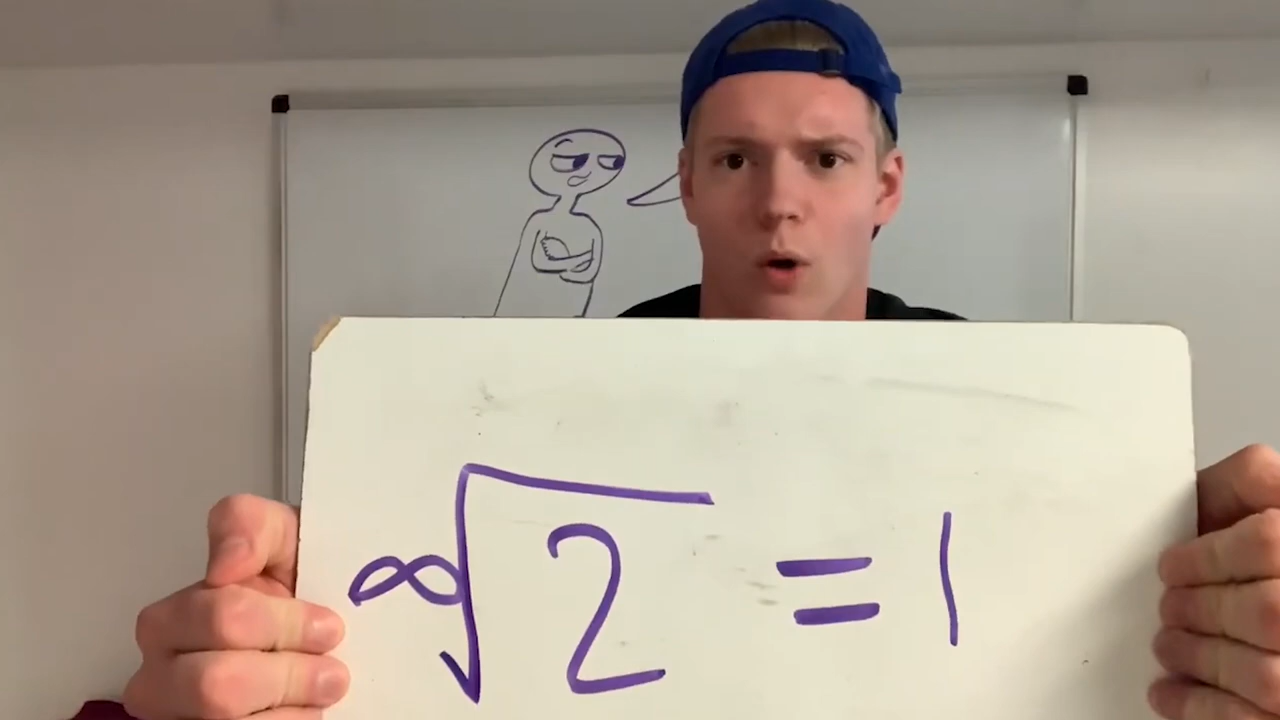 ∞√2 = 1